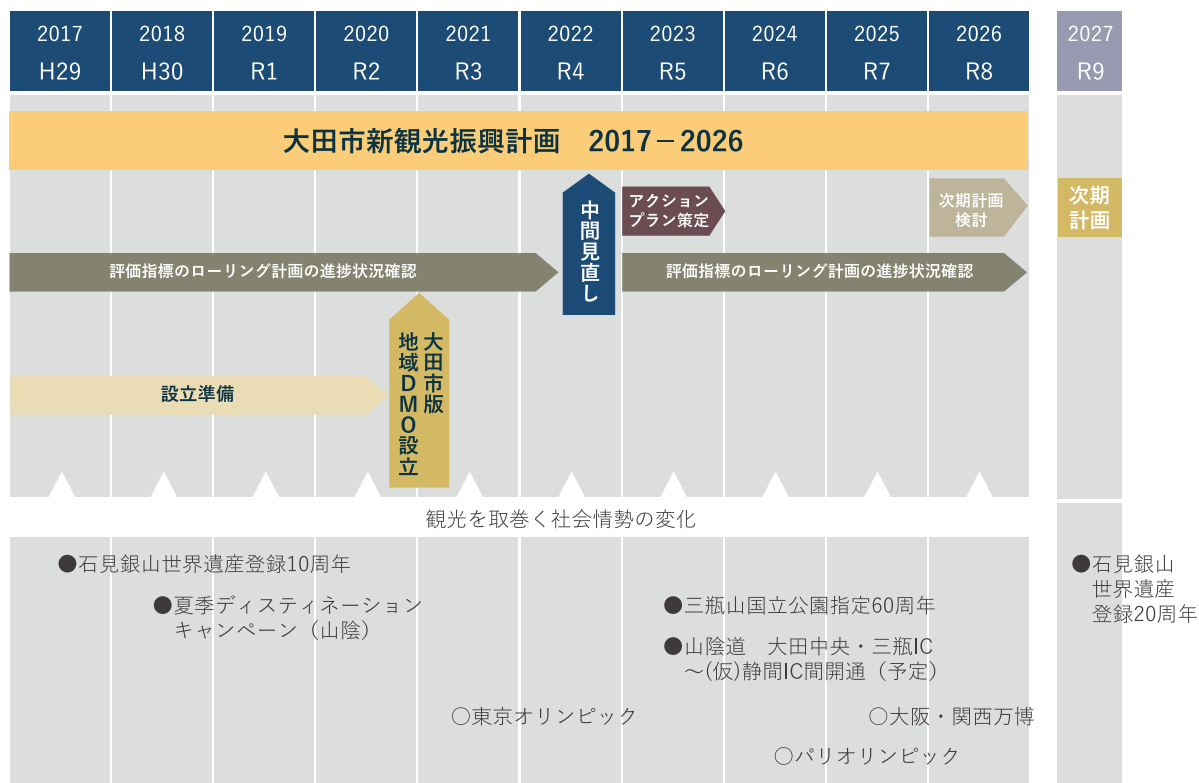 2017 2018 2019 2020 2021 2022 2023 2024 2025 2026 2027
H29 H30 R1 R2 R3 R4 R5 R6 R7 R8 R9
大田市新観光振興計画　2017－2026
中間見直し
アクション
プラン策定
次期計画
検討
次期
計画
評価指標のローリング計画の進捗状況確認
評価指標のローリング計画の進捗状況確認
設立準備
大田市版
地域DMO設立
観光を取巻く社会情勢の変化
●石見銀山世界遺産登録10周年
●夏季ディスティネーション
キャンペーン（山陰）
●三瓶山国立公園指定60周年
●山陰道　大田中央・三瓶IC
～(仮)静間IC間開通（予定）
○東京オリンピック
○大阪・関西万博
○パリオリンピック
●石見銀山
世界遺産
登録20周年